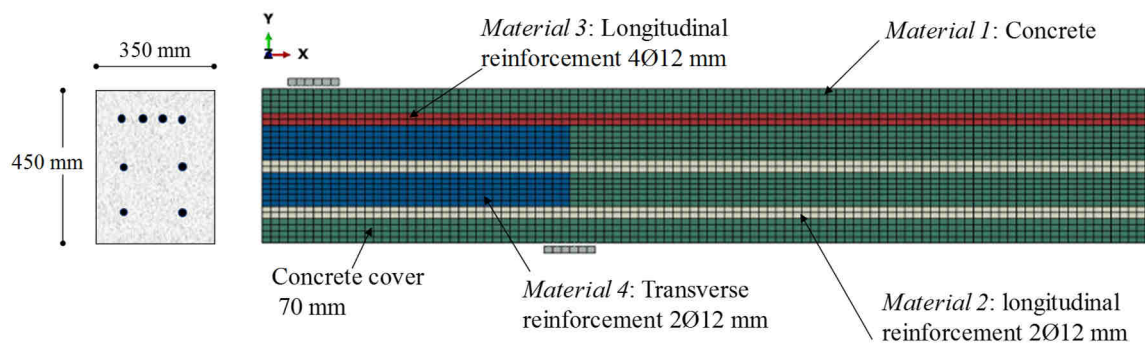 Y
Z
X
350 mm
450 mm
Material 3: Longitudinal
reinforcement 4Ø12 mm
Material 1: Concrete
Concrete cover
70 mm
Material 4: Transverse
reinforcement 2Ø12 mm
Material 2: longitudinal
reinforcement 2Ø12 mm